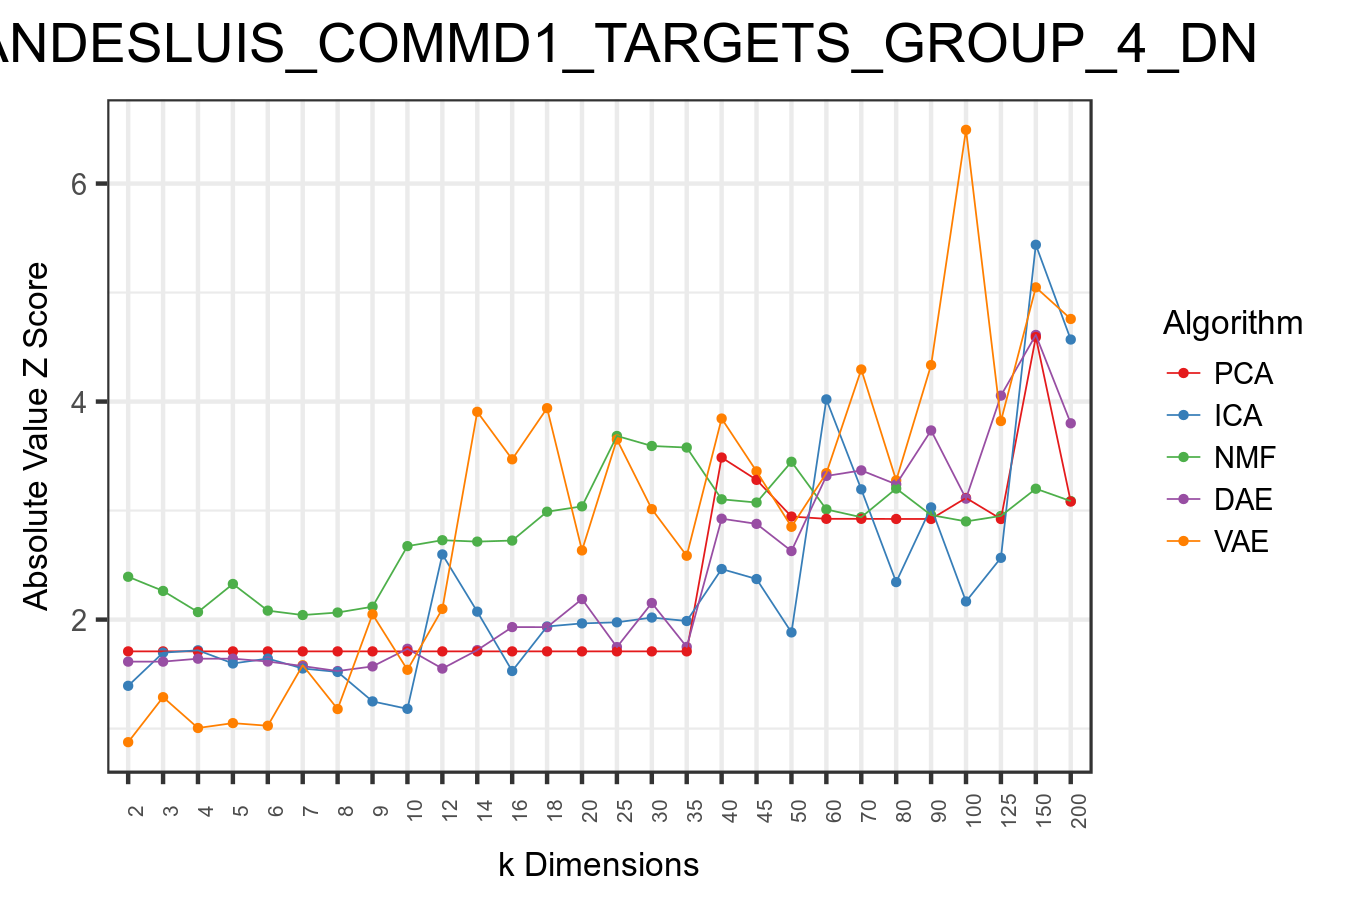 ANDESLUIS_COMMD1_TARGETS_GROUP_4_DN
Absolute Value Z Score
6
4
2
2 3 4 5 6 7 8 9 10 12 14 16 18 20 25 30 35 40 45 50 60 70 80 90 100 125 150 200
k Dimensions
Algorithm
PCA
ICA
NMF
DAE
VAE